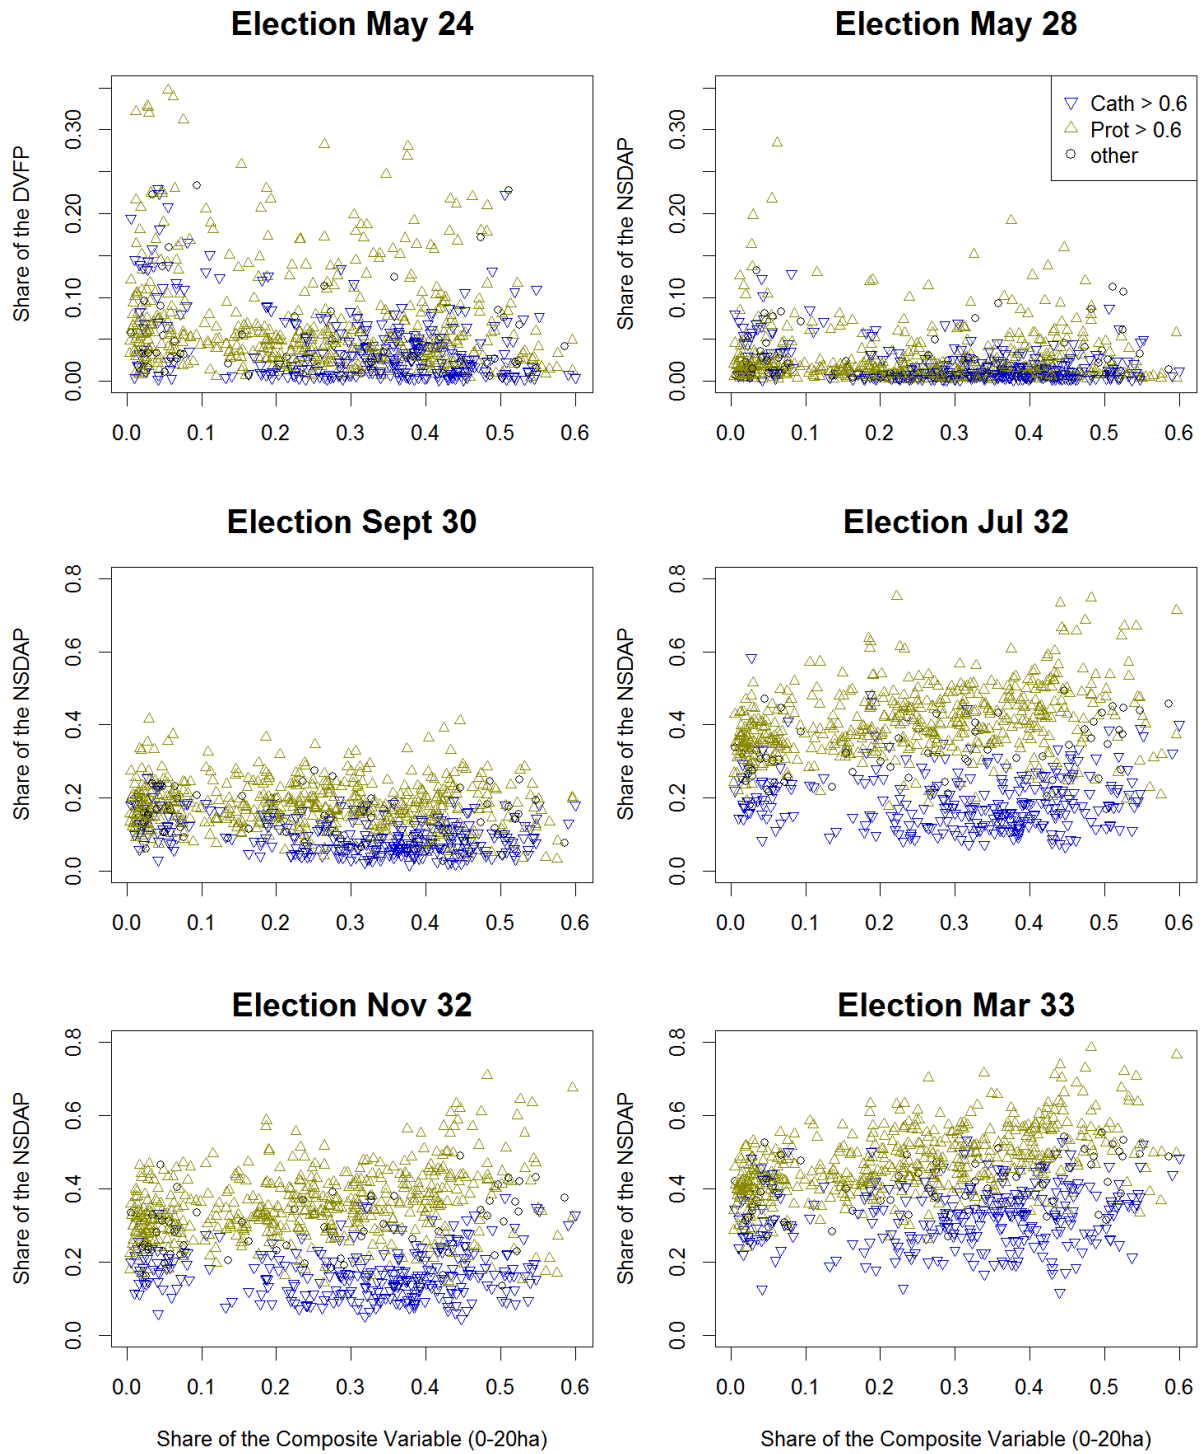 Election May 24
Share of the DVFP
0.30
0.20
0.10
0.00
0.0 0.1 0.2 0.3 0.4 0.5 0.6
Election May 28
Share of the NSDAP
0.30
0.20
0.10
0.00
Cath > 0.6
Prot > 0.6
other
0.0 0.1 0.2 0.3 0.4 0.5 0.6
Election Sept 30
Share of the NSDAP
0.8
0.6
0.4
0.2
0.0
0.0 0.1 0.2 0.3 0.4 0.5 0.6
Election Jul 32
Share of the NSDAP
0.8
0.6
0.4
0.2
0.0
0.0 0.1 0.2 0.3 0.4 0.5 0.6
Election Nov 32
Share of the NSDAP
0.8
0.6
0.4
0.2
0.0
0.0 0.1 0.2 0.3 0.4 0.5 0.6
Share of the Composite Variable (0-20ha)
Election Mar 33
Share of the NSDAP
0.8
0.6
0.4
0.2
0.0
0.0 0.1 0.2 0.3 0.4 0.5 0.6
Share of the Composite Variable (0-20ha)